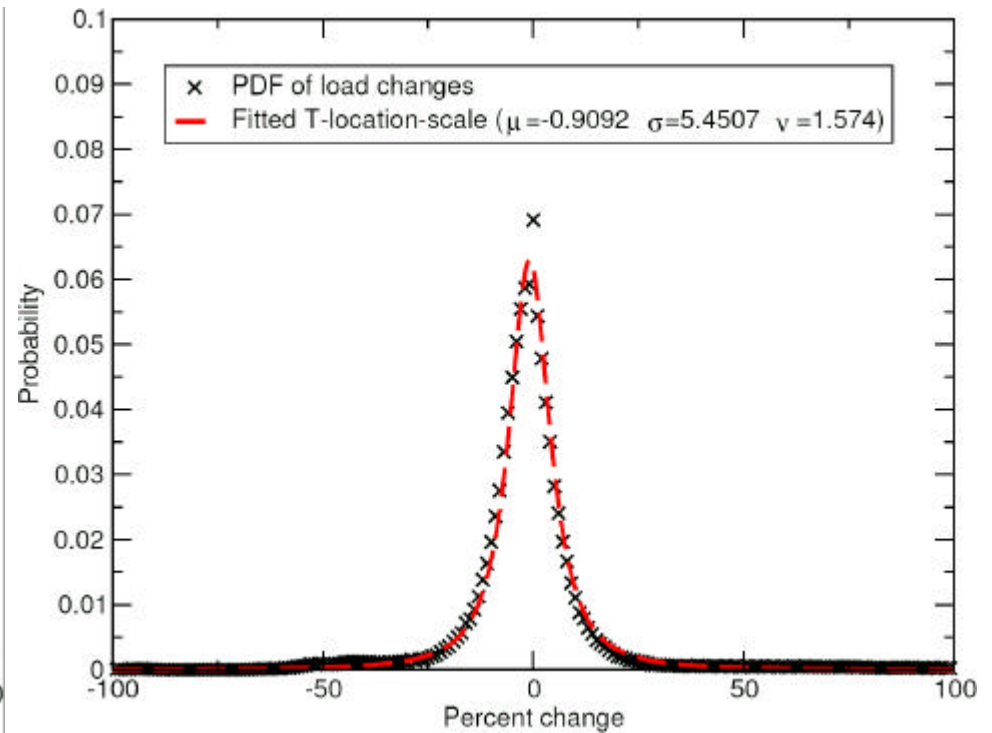 0.1
0.09
0.08
0.07
0.06
0.05
0.04
0.03
0.02
0.01
0
Probability
PDF of load changes
Fitted T-location-scale (μ=-0.9092 σ=5.4507 ν=1.574)
-100 -50 0 50 100
Percent change
)